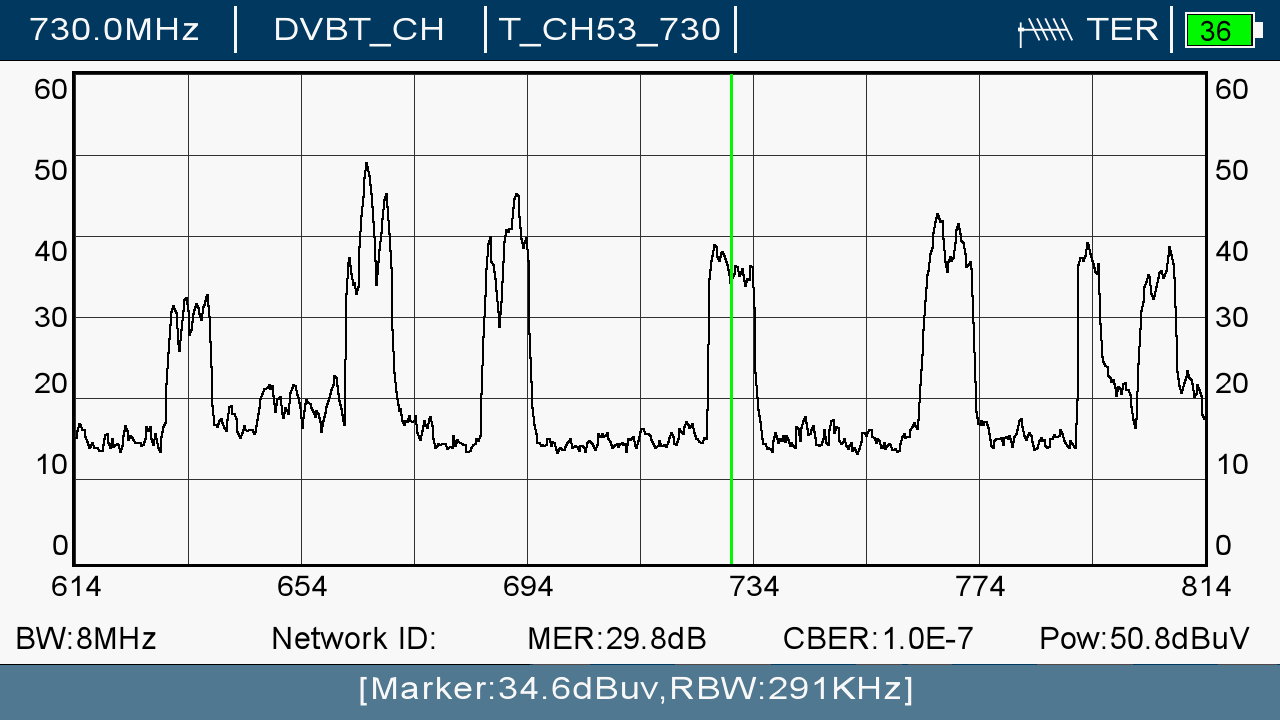 730.0MHz DVBT_CH T_CH53_730 TER 36
60 60
50 50
40 40
30 30
20 20
10 10
0 0
614 654 694 734 774 814
BW:8MHz Network ID: MER:29.8dB CBER:1.0E-7 Pow:50.8dBuV
[Marker:34.6dBuv,RBW:291KHz]